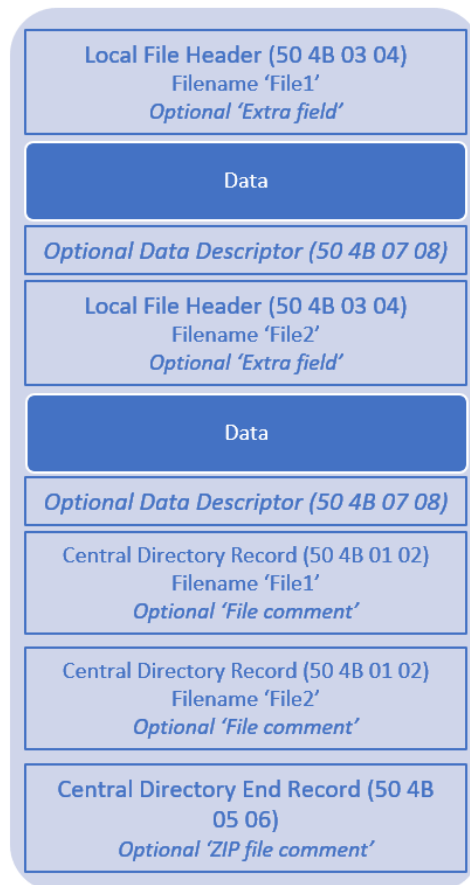 Local File Header (50 4B 03 04)
Filename ‘File1’
Optional ‘Extra field’
Data
Optional Data Descriptor (50 4B 07 08)
Local File Header (50 4B 03 04)
Filename ‘File2’
Optional ‘Extra field’
Data
Optional Data Descriptor (50 4B 07 08)
Central Directory Record (50 4B 01 02)
Filename ‘File1’
Optional ‘File comment’
Central Directory Record (50 4B 01 02)
Filename ‘File2’
Optional ‘File comment’
Central Directory End Record (50 4B
05 06)
Optional ‘ZIP file comment’